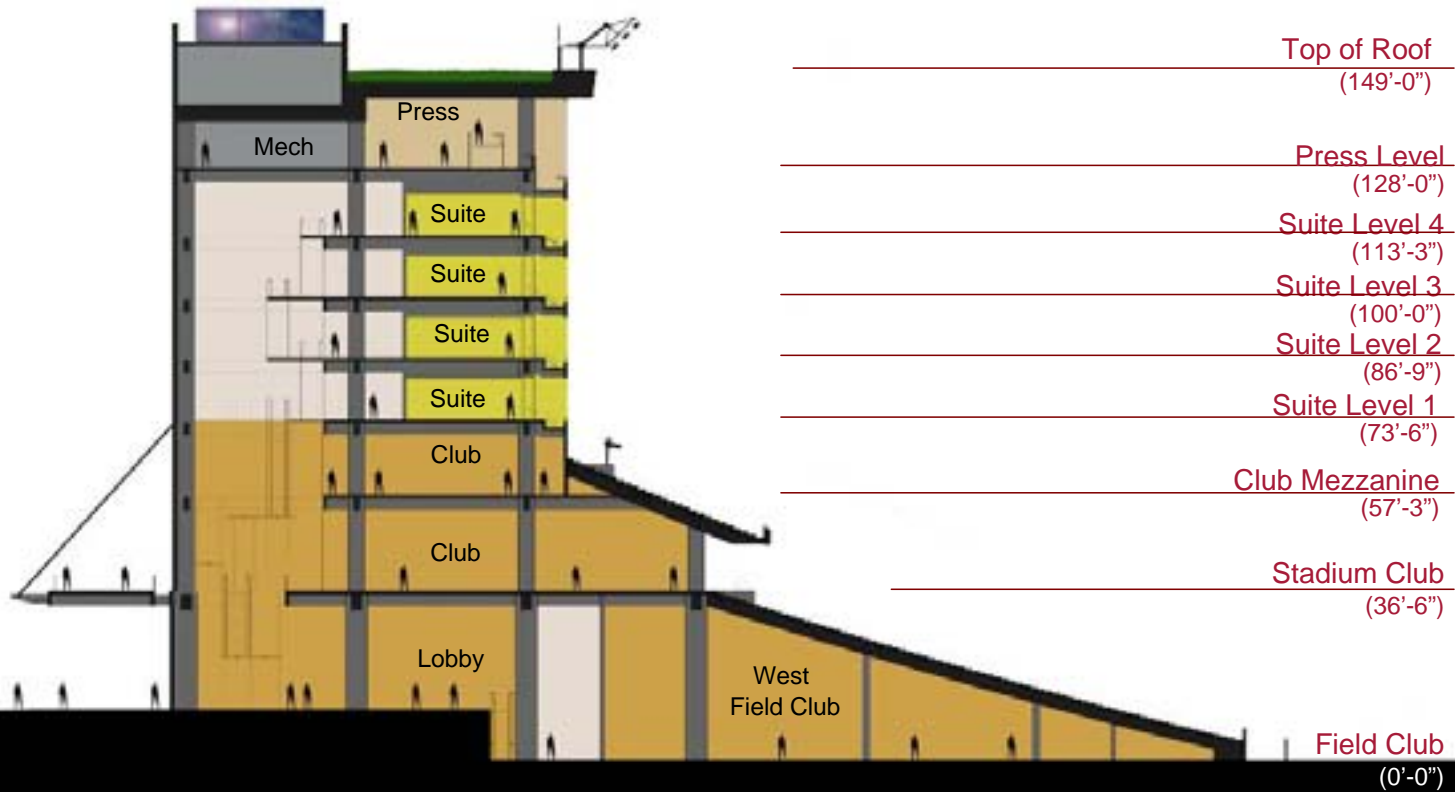 Press
Mech
Suite
Suite
Suite
Suite
Club
Club
Lobby
West
Field Club
Top of Roof
(149’-0”)
Press Level
(128’-0”)
Suite Level 4
(113’-3”)
Suite Level 3
(100’-0”)
Suite Level 2
(86’-9”)
Suite Level 1
(73’-6”)
Club Mezzanine
(57’-3”)
Stadium Club
(36’-6”)
Field Club
(0’-0”)